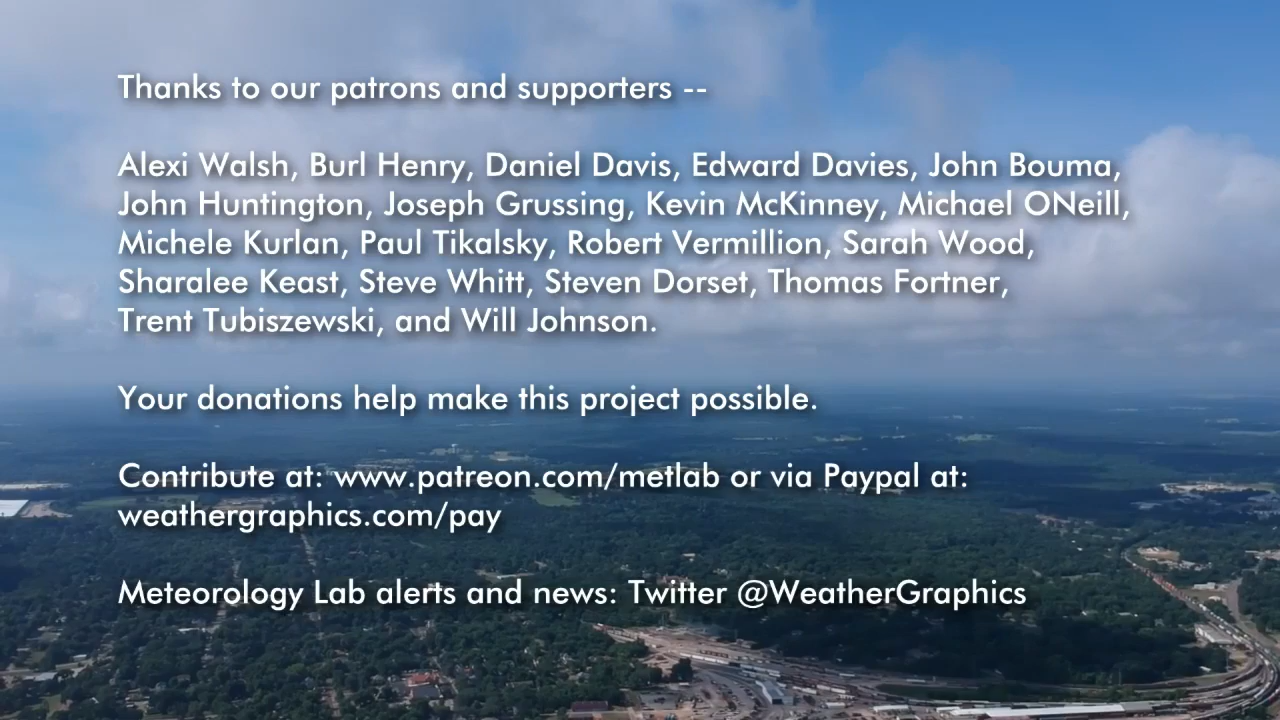 Thanks to our patrons and supporters --
Alexi Walsh, Burl Henry, Daniel Davis, Edward Davies, John Bouma,
John Huntington, Joseph Grussing, Kevin McKinney, Michael ONeill,
Michele Kurlan, Paul Tikalsky, Robert Vermillion, Sarah Wood,
Sharalee Keast, Steve Whitt, Steven Dorset, Thomas Fortner,
Trent Tubiszewski, and Will Johnson.
Your donations help make this project possible.
Contribute at: www.patreon.com/metlab or via Paypal at:
weathergraphics.com/pay
Meteorology Lab alerts and news: Twitter @WeatherGraphics